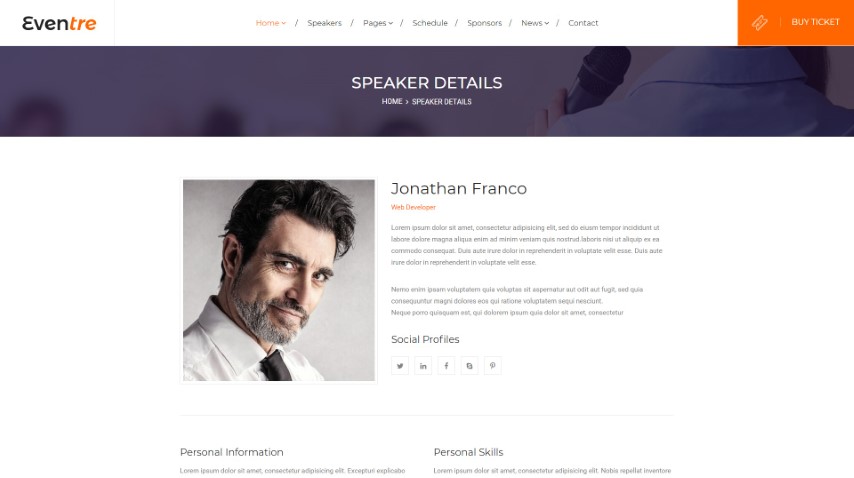 Eventre
Home / Speakers / Pages / Schedule / Sponsors / News / Contact
BUY TICKET
SPEAKER DETAILS
HOME > SPEAKER DETAILS
Jonathan Franco
Web Developer
Lorem ipsum dolor sit amet, consectetur adipisicing elit, sed do eiusm tempor incididunt ut
labore dolore magna aliqua enim ad minim veniam quis nostrud.laboris nisi ut aliquip ex ea
commodo consequat. Duis aute irure dolor in reprehenderit in voluptate velit esse. Duis aute
irure dolor in reprehenderit in voluptate velit esse.
Nemo enim ipsam voluptatem quia voluptas sit aspernatur aut odit aut fugit, sed quia
consequuntur magni dolores eos qui ratione voluptatem sequi nesciunt.
Neque porro quisquam est, qui dolorem ipsum quia dolor sit amet, consectetur
Social Profiles
Personal Information
Lorem ipsum dolor sit amet, consectetur adipisicing elit. Excepturi explicabo
Personal Skills
Lorem ipsum dolor sit amet, consectetur adipisicing elit. Nobis repellat inventore